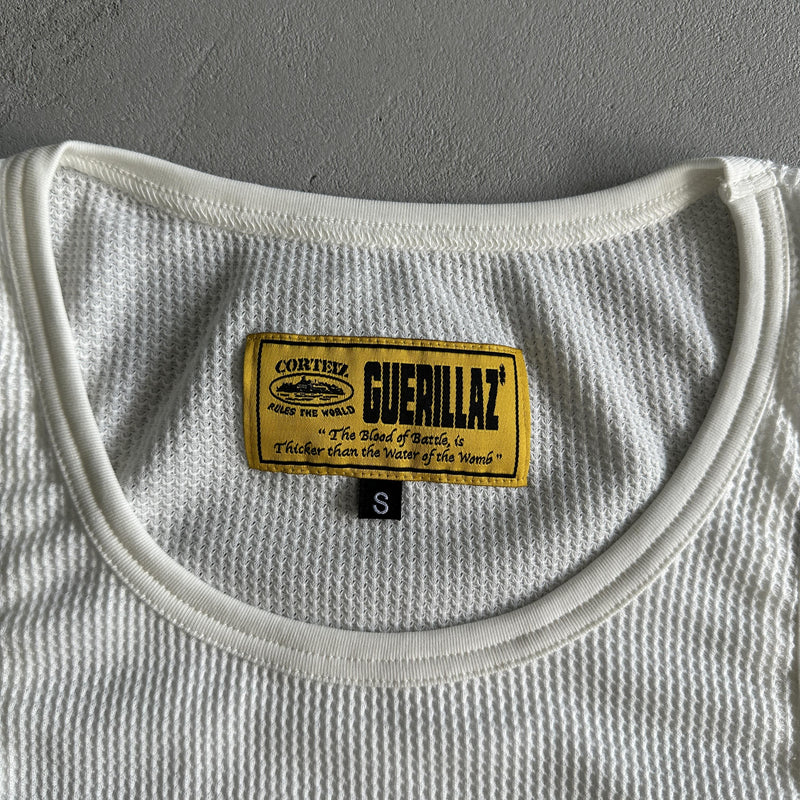 CORTEIZ
RULES THE WORLD
GUERILLAZ
"The Blood of Battle, is
Thicker than the Water of the Womb"
S